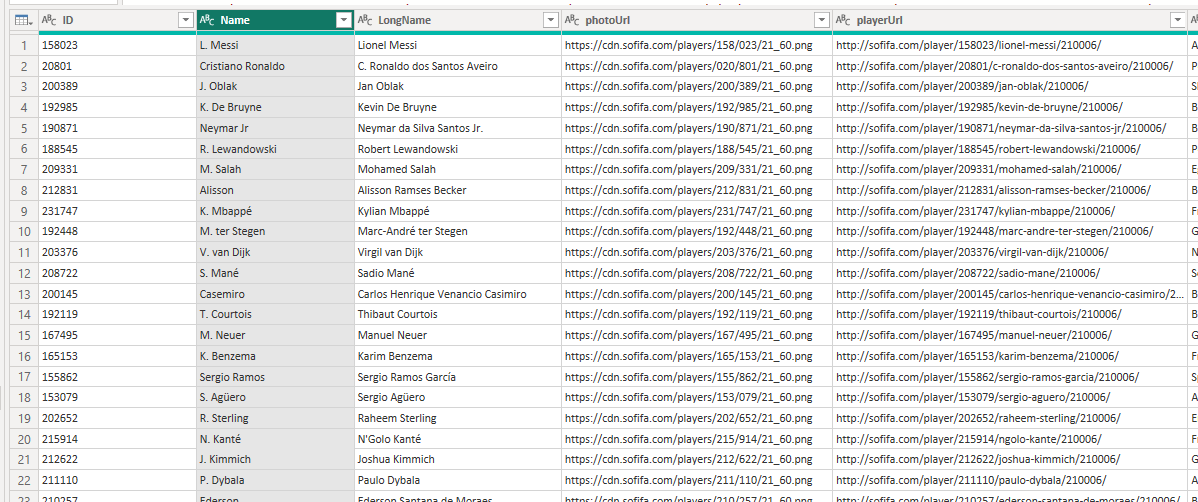 ABC ID ABC Name ABC LongName ABC photoUrl ABC playerUrl
1 158023 L. Messi Lionel Messi https://cdn.sofifa.com/players/158/023/21_60.png http://sofifa.com/player/158023/lionel-messi/210006/ A
2 20801 Cristiano Ronaldo C. Ronaldo dos Santos Aveiro https://cdn.sofifa.com/players/020/801/21_60.png http://sofifa.com/player/20801/c-ronaldo-dos-santos-aveiro/210006/ P
3 200389 J. Oblak Jan Oblak https://cdn.sofifa.com/players/200/389/21_60.png http://sofifa.com/player/200389/jan-oblak/210006/ Sl
4 192985 K. De Bruyne Kevin De Bruyne https://cdn.sofifa.com/players/192/985/21_60.png http://sofifa.com/player/192985/kevin-de-bruyne/210006/ B
5 190871 Neymar Jr Neymar da Silva Santos Jr. https://cdn.sofifa.com/players/190/871/21_60.png http://sofifa.com/player/190871/neymar-da-silva-santos-jr/210006/ B
6 188545 R. Lewandowski Robert Lewandowski https://cdn.sofifa.com/players/188/545/21_60.png http://sofifa.com/player/188545/robert-lewandowski/210006/ P
7 209331 M. Salah Mohamed Salah https://cdn.sofifa.com/players/209/331/21_60.png http://sofifa.com/player/209331/mohamed-salah/210006/ E
8 212831 Alisson Alisson Ramses Becker https://cdn.sofifa.com/players/212/831/21_60.png http://sofifa.com/player/212831/alisson-ramses-becker/210006/ B
9 231747 K. Mbappé Kylian Mbappé https://cdn.sofifa.com/players/231/747/21_60.png http://sofifa.com/player/231747/kylian-mbappe/210006/ F
10 192448 M. ter Stegen Marc-André ter Stegen https://cdn.sofifa.com/players/192/448/21_60.png http://sofifa.com/player/192448/marc-andre-ter-stegen/210006/ G
11 203376 V. van Dijk Virgil van Dijk https://cdn.sofifa.com/players/203/376/21_60.png http://sofifa.com/player/203376/virgil-van-dijk/210006/ N
12 208722 S. Mané Sadio Mané https://cdn.sofifa.com/players/208/722/21_60.png http://sofifa.com/player/208722/sadio-mane/210006/ S
13 200145 Casemiro Carlos Henrique Venancio Casimiro https://cdn.sofifa.com/players/200/145/21_60.png http://sofifa.com/player/200145/carlos-henrique-venancio-casimiro/2... B
14 192119 T. Courtois Thibaut Courtois https://cdn.sofifa.com/players/192/119/21_60.png http://sofifa.com/player/192119/thibaut-courtois/210006/ B
15 167495 M. Neuer Manuel Neuer https://cdn.sofifa.com/players/167/495/21_60.png http://sofifa.com/player/167495/manuel-neuer/210006/ G
16 165153 K. Benzema Karim Benzema https://cdn.sofifa.com/players/165/153/21_60.png http://sofifa.com/player/165153/karim-benzema/210006/ F
17 155862 Sergio Ramos Sergio Ramos García https://cdn.sofifa.com/players/155/862/21_60.png http://sofifa.com/player/155862/sergio-ramos-garcia/210006/ S
18 153079 S. Agüero Sergio Agüero https://cdn.sofifa.com/players/153/079/21_60.png http://sofifa.com/player/153079/sergio-aguero/210006/ A
19 202652 R. Sterling Raheem Sterling https://cdn.sofifa.com/players/202/652/21_60.png http://sofifa.com/player/202652/raheem-sterling/210006/ E
20 215914 N. Kanté N'Golo Kanté https://cdn.sofifa.com/players/215/914/21_60.png http://sofifa.com/player/215914/ngolo-kante/210006/ F
21 212622 J. Kimmich Joshua Kimmich https://cdn.sofifa.com/players/212/622/21_60.png http://sofifa.com/player/212622/joshua-kimmich/210006/ G
22 211110 P. Dybala Paulo Dybala https://cdn.sofifa.com/players/211/110/21_60.png http://sofifa.com/player/211110/paulo-dybala/210006/ A
23 210257 Ederson Ederson Santana de Moraes https://cdn.sofifa.com/players/210/257/21_60.png http://sofifa.com/player/210257/ederson-santana-de-moraes/210006/